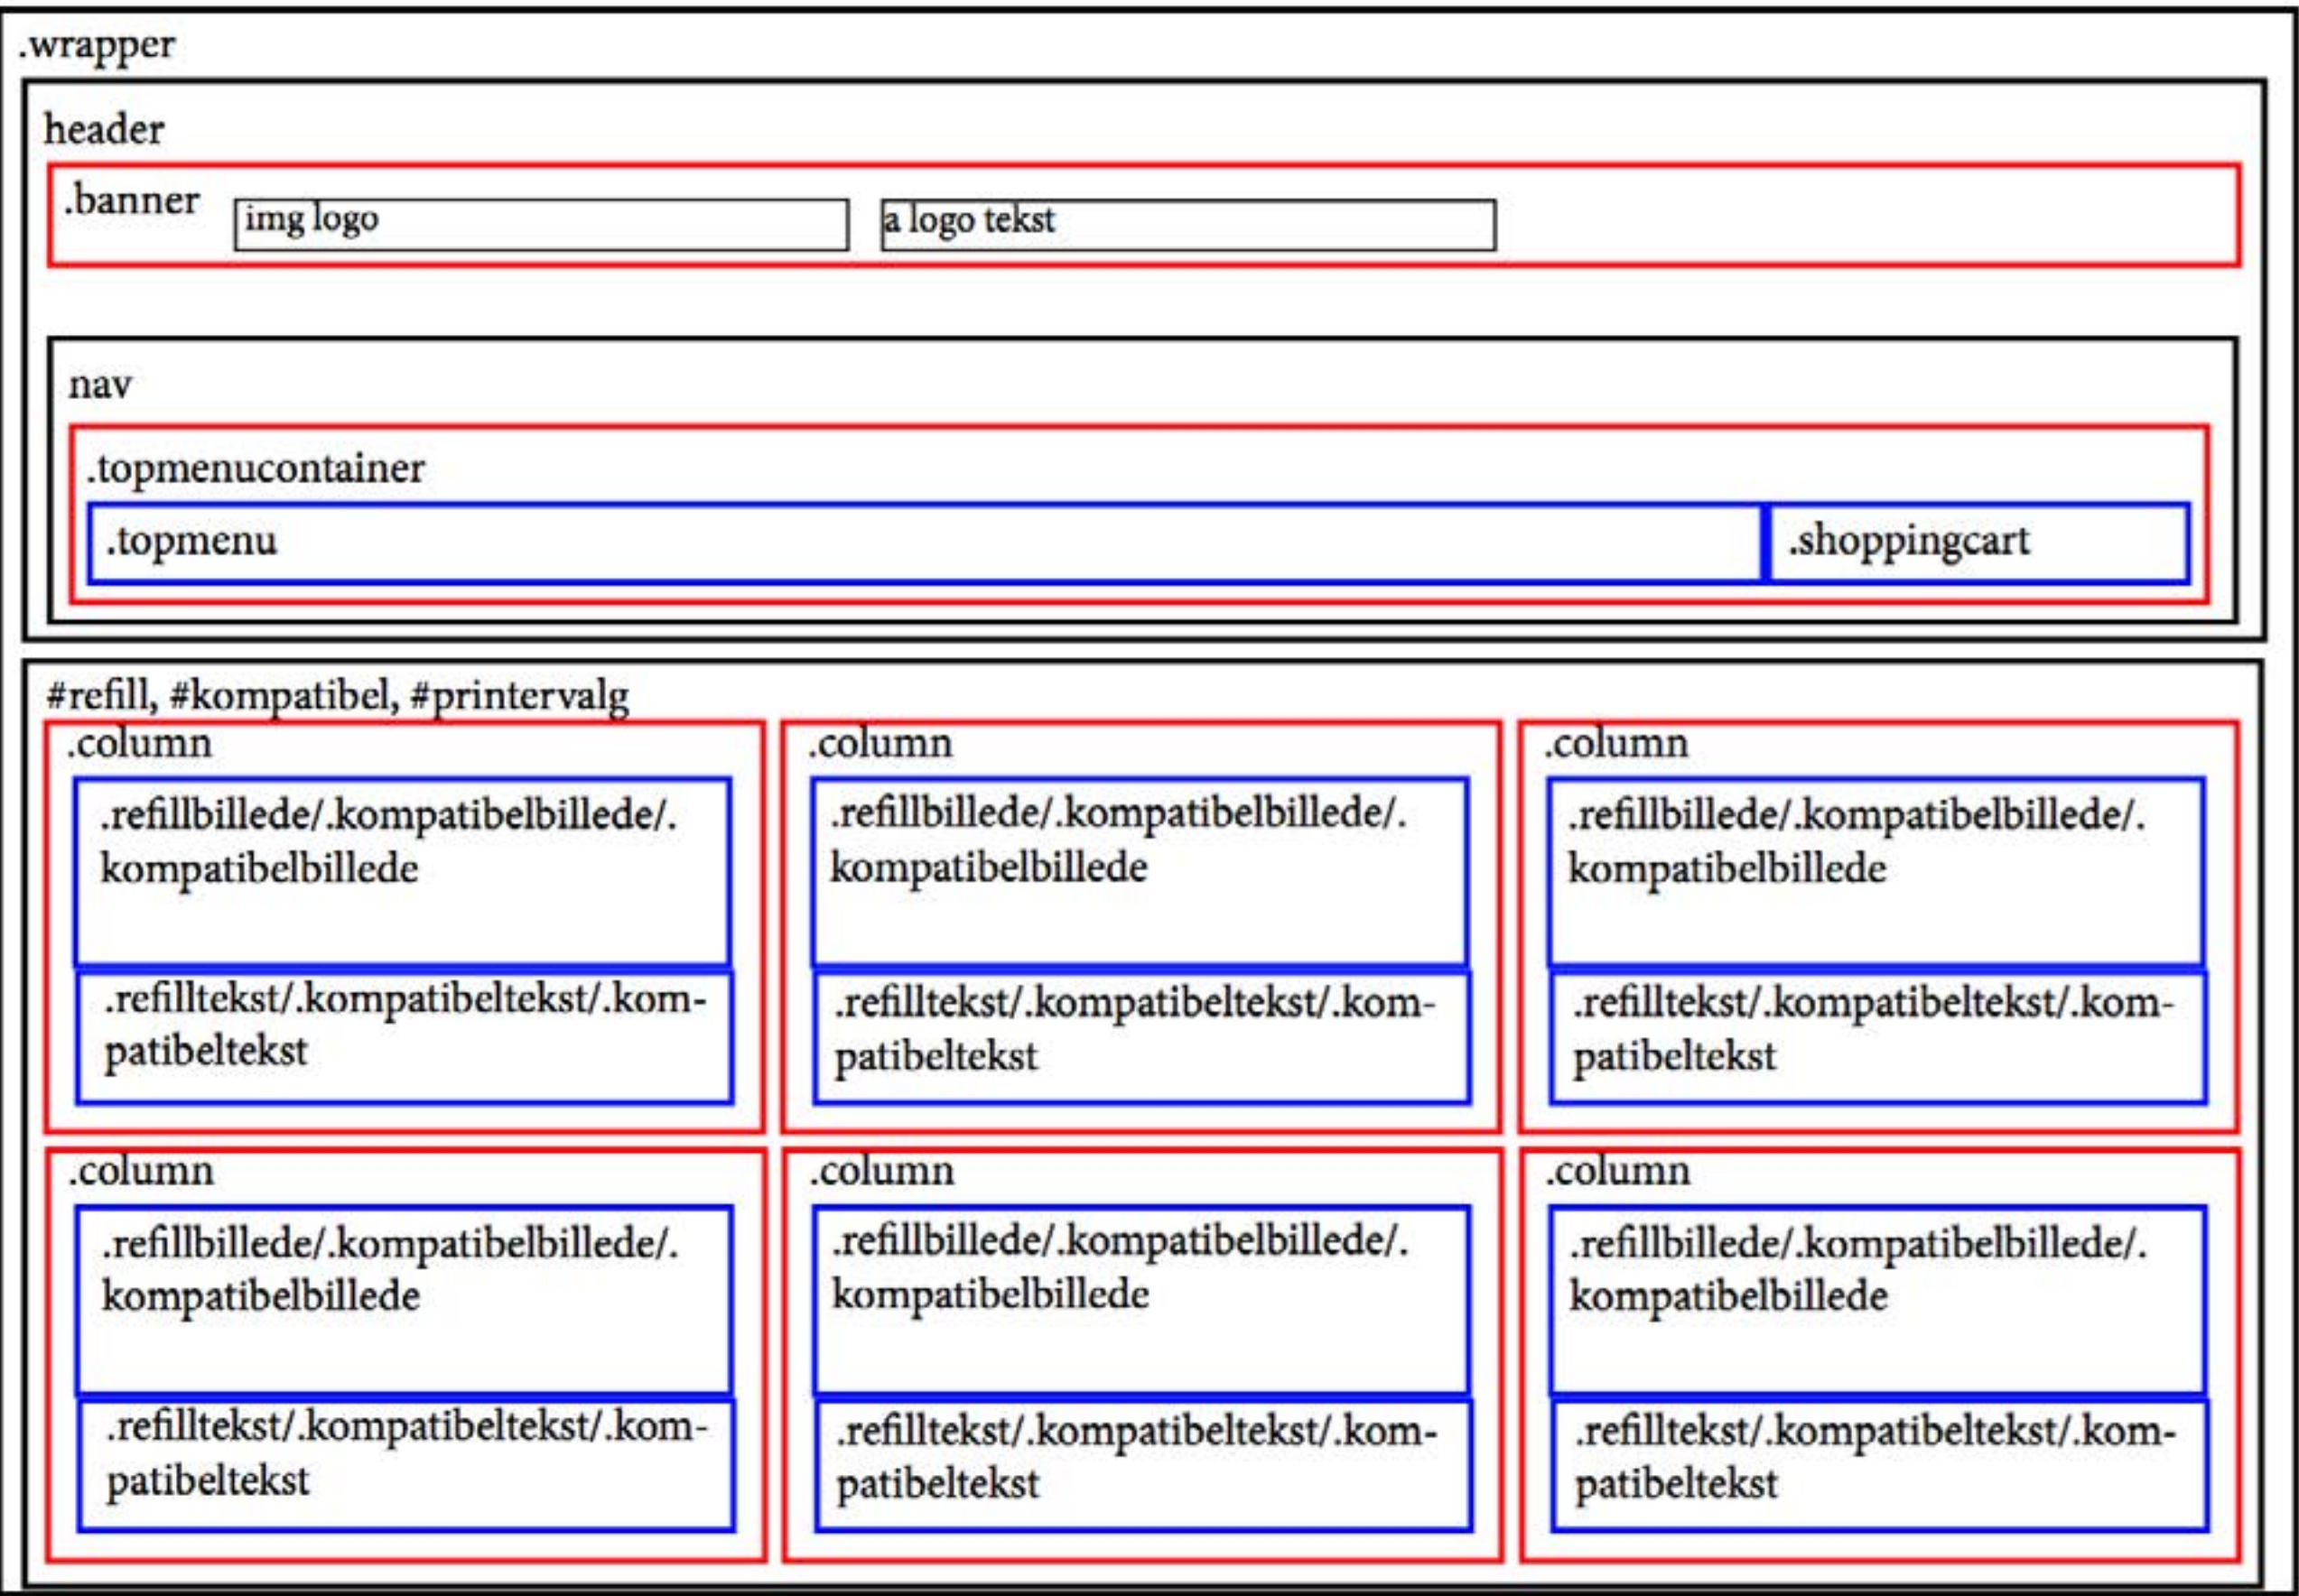 .wrapper
header
.banner
img logo
a logo tekst
nav
.topmenucontainer
.topmenu
.shoppingcart
#refill, #kompatibel, #printervalg
.column
.refillbillede/.kompatibelbillede/.
kompatibelbillede
.refilltekst/.kompatibeltekst/.kom-
patibeltekst
.column
.refillbillede/.kompatibelbillede/.
kompatibelbillede
.refilltekst/.kompatibeltekst/.kom-
patibeltekst
.column
.refillbillede/.kompatibelbillede/.
kompatibelbillede
.refilltekst/.kompatibeltekst/.kom-
patibeltekst
.column
.refillbillede/.kompatibelbillede/.
kompatibelbillede
.refilltekst/.kompatibeltekst/.kom-
patibeltekst
.column
.refillbillede/.kompatibelbillede/.
kompatibelbillede
.refilltekst/.kompatibeltekst/.kom-
patibeltekst
.column
.refillbillede/.kompatibelbillede/.
kompatibelbillede
.refilltekst/.kompatibeltekst/.kom-
patibeltekst